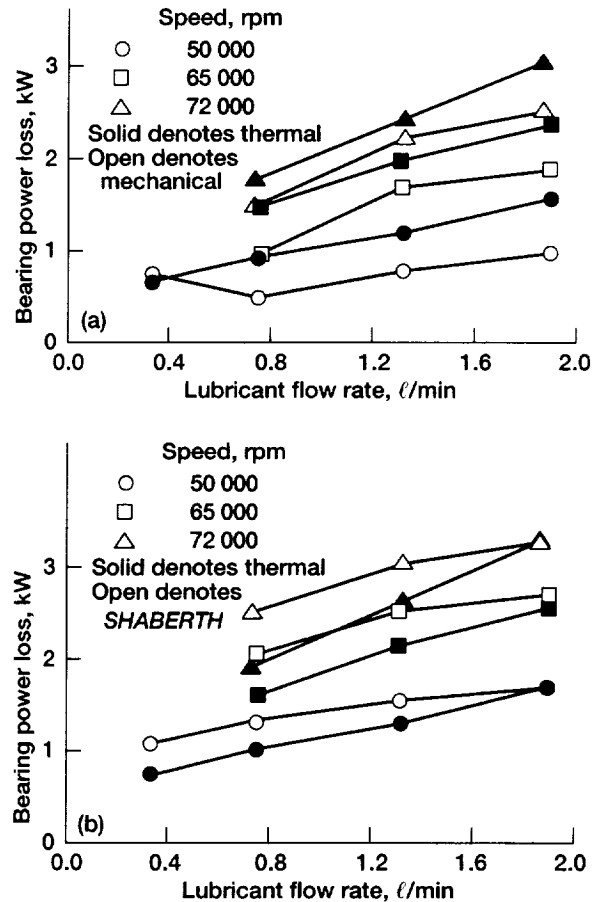 Speed, rpm
50 000
65 000
72 000
Solid denotes thermal
Open denotes
mechanical
Bearing power loss, kW
3
2
1
0
(a)
0.0 0.4 0.8 1.2 1.6 2.0
Lubricant flow rate, ℓ/min
Speed, rpm
50 000
65 000
72 000
Solid denotes thermal
Open denotes
SHABERTH
Bearing power loss, kW
3
2
1
0
(b)
0.0 0.4 0.8 1.2 1.6 2.0
Lubricant flow rate, ℓ/min